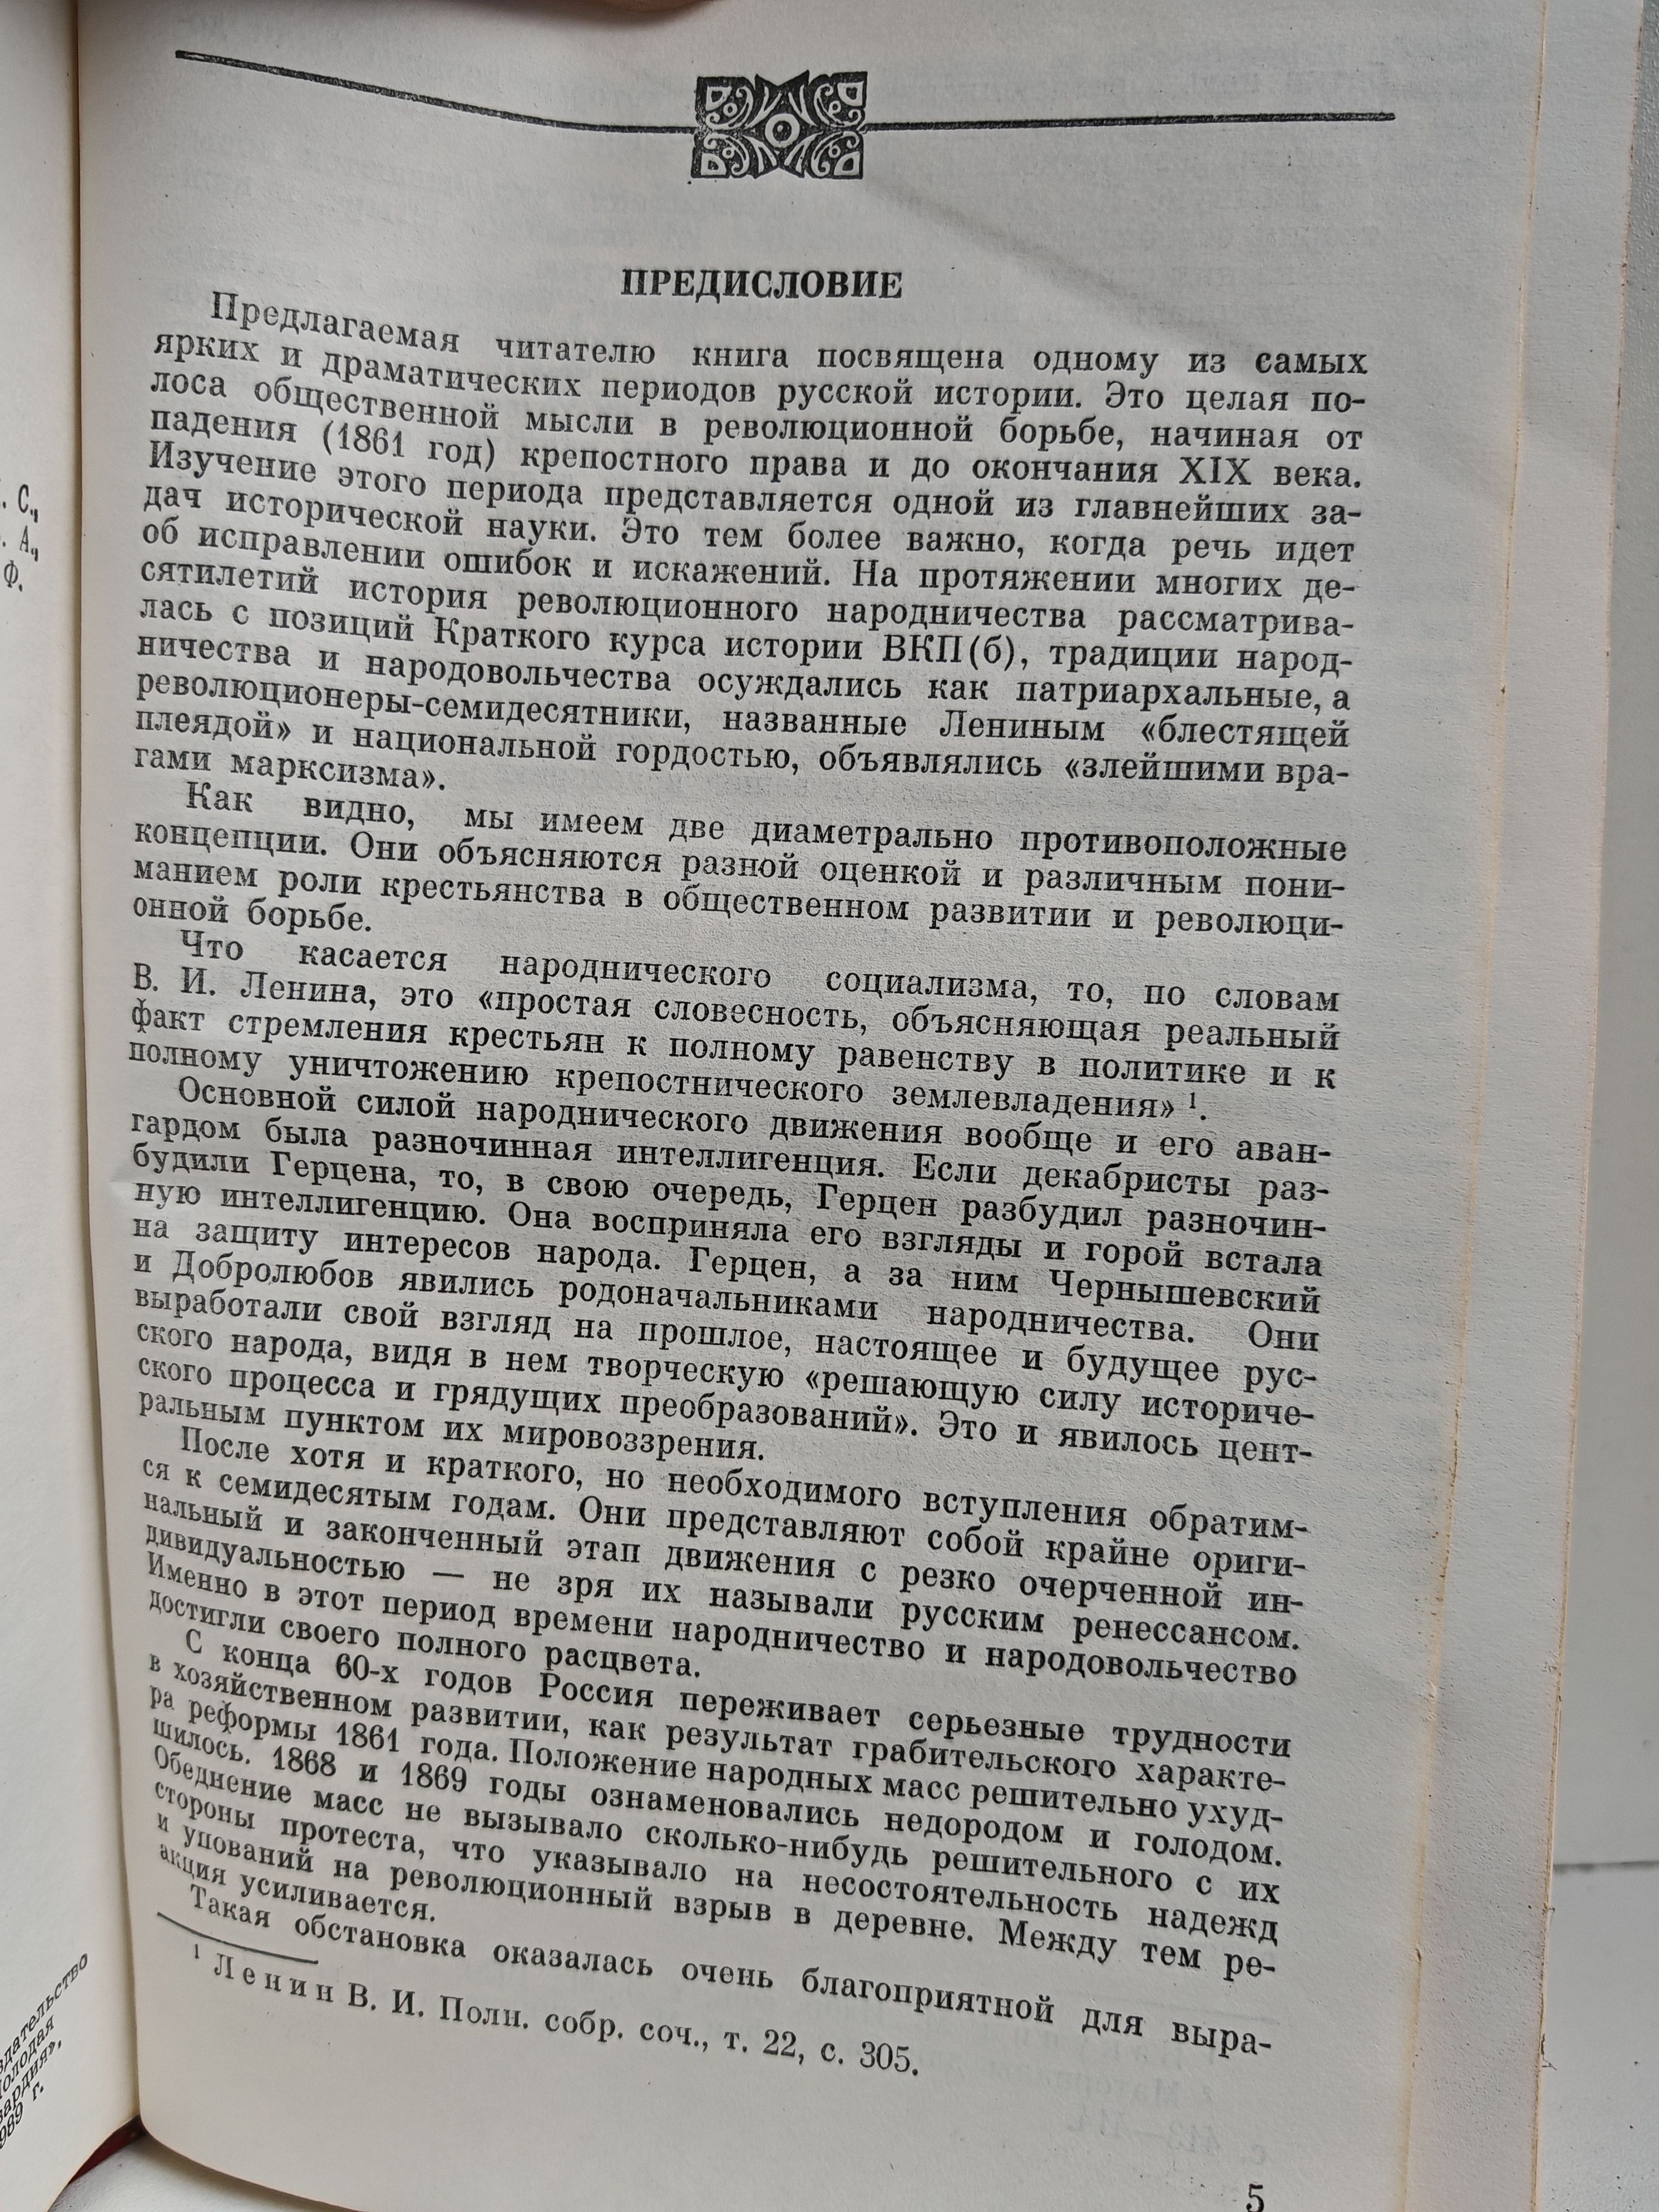 ПРЕДИСЛОВИЕ
Предлагаемая читателю книга посвящена одному из самых
ярких и драматических периодов русской истории. Это целая по-
лоса общественной мысли в революционной борьбе, начиная от
падения (1861 год) крепостного права и до окончания XIX века.
Изучение этого периода представляется одной из главнейших за-
дач исторической науки. Это тем более важно, когда речь идет
об исправлении ошибок и искажений. На протяжении многих де-
сятилетий история революционного народничества рассматрива-
лась с позиций Краткого курса истории ВКП(б), традиции народ-
ничества и народовольчества осуждались как патриархальные, а
революционеры-семидесятники, названные Лениным «блестящей
плеядой» и национальной гордостью, объявлялись «злейшими вра-
гами марксизма».
Как видно, мы имеем две диаметрально противоположные
концепции. Они объясняются разной оценкой и различным пони-
манием роли крестьянства в общественном развитии и революци-
онной борьбе.
Что касается народнического социализма, то, по словам
В. И. Ленина, это «простая словесность, объясняющая реальный
факт стремления крестьян к полному равенству в политике и к
полному уничтожению крепостнического землевладения» ¹.
Основной силой народнического движения вообще и его аван-
гардом была разночинная интеллигенция. Если декабристы раз-
будили Герцена, то, в свою очередь, Герцен разбудил разночин-
ную интеллигенцию. Она восприняла его взгляды и горой встала
на защиту интересов народа. Герцен, а за ним Чернышевский
и Добролюбов явились родоначальниками народничества. Они
выработали свой взгляд на прошлое, настоящее и будущее рус-
ского народа, видя в нем творческую «решающую силу историче-
ского процесса и грядущих преобразований». Это и явилось цент-
ральным пунктом их мировоззрения.
После хотя и краткого, но необходимого вступления обратим-
ся к семидесятым годам. Они представляют собой крайне ориги-
нальный и законченный этап движения с резко очерченной ин-
дивидуальностью — не зря их называли русским ренессансом.
Именно в этот период времени народничество и народовольчество
достигли своего полного расцвета.
С конца 60-х годов Россия переживает серьезные трудности
в хозяйственном развитии, как результат грабительского характе-
ра реформы 1861 года. Положение народных масс решительно ухуд-
шилось. 1868 и 1869 годы ознаменовались недородом и голодом.
Обеднение масс не вызывало сколько-нибудь решительного с их
стороны протеста, что указывало на несостоятельность надежд
и упований на революционный взрыв в деревне. Между тем ре-
акция усиливается.
Такая обстановка оказалась очень благоприятной для выра-
¹ Ленин В. И. Полн. собр. соч., т. 22, с. 305.
5
С.,
А.,
Ф.
1989 г.